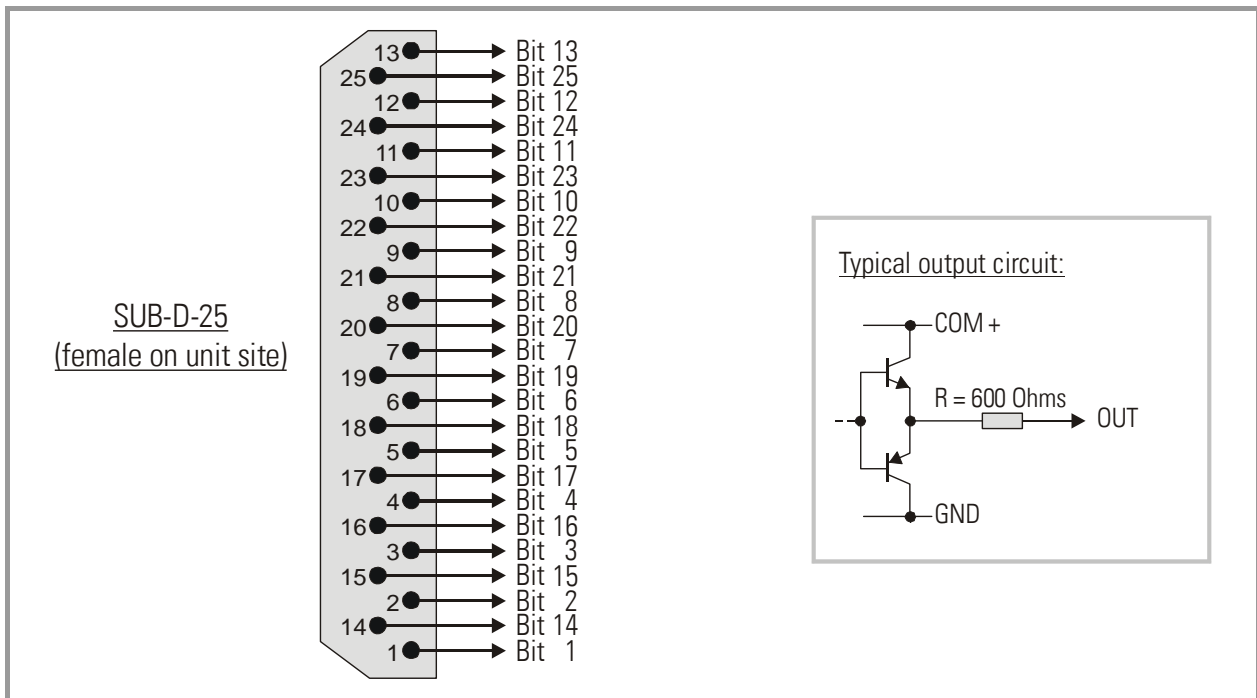 SUB-D-25
(female on unit site)
13 Bit 13
25 Bit 25
12 Bit 12
24 Bit 24
11 Bit 11
23 Bit 23
10 Bit 10
22 Bit 22
9 Bit 9
21 Bit 21
8 Bit 8
20 Bit 20
7 Bit 7
19 Bit 19
6 Bit 6
18 Bit 18
5 Bit 5
17 Bit 17
4 Bit 4
16 Bit 16
3 Bit 3
15 Bit 15
2 Bit 2
14 Bit 14
1 Bit 1
Typical output circuit:
COM +
R = 600 Ohms
OUT
GND